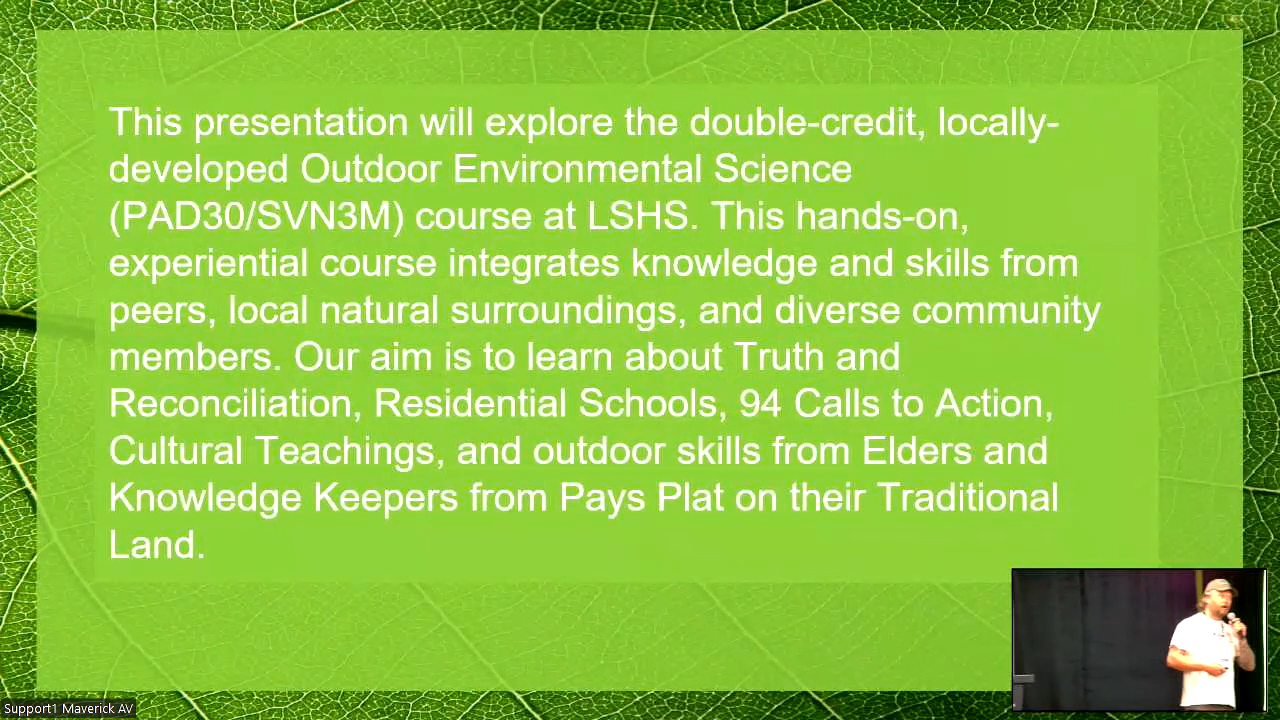 This presentation will explore the double-credit, locally-
developed Outdoor Environmental Science
(PAD30/SVN3M) course at LSHS. This hands-on,
experiential course integrates knowledge and skills from
peers, local natural surroundings, and diverse community
members. Our aim is to learn about Truth and
Reconciliation, Residential Schools, 94 Calls to Action,
Cultural Teachings, and outdoor skills from Elders and
Knowledge Keepers from Pays Plat on their Traditional
Land.
Support1 Maverick AV